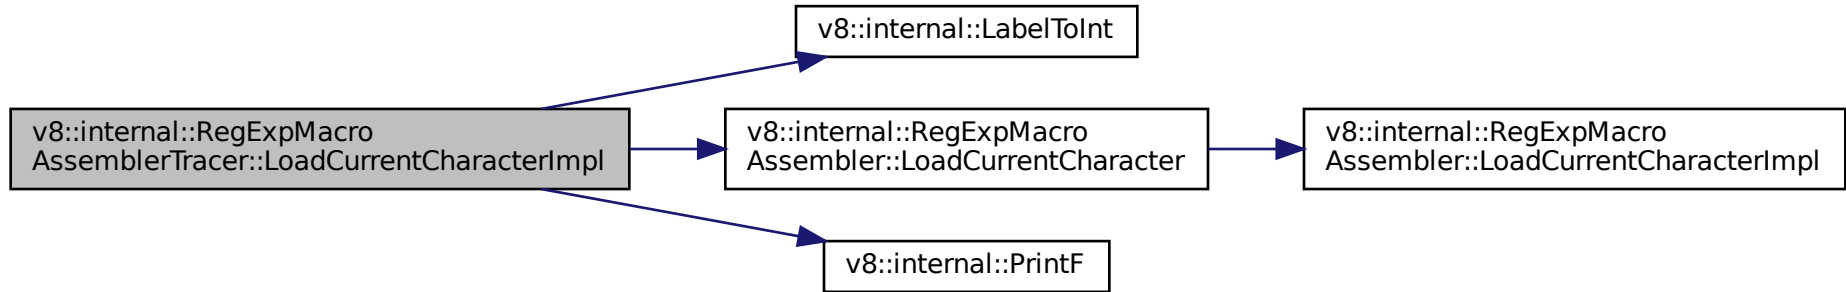 v8::internal::LabelToInt
v8::internal::RegExpMacro
AssemblerTracer::LoadCurrentCharacterImpl
v8::internal::RegExpMacro
Assembler::LoadCurrentCharacter
v8::internal::RegExpMacro
Assembler::LoadCurrentCharacterImpl
v8::internal::PrintF